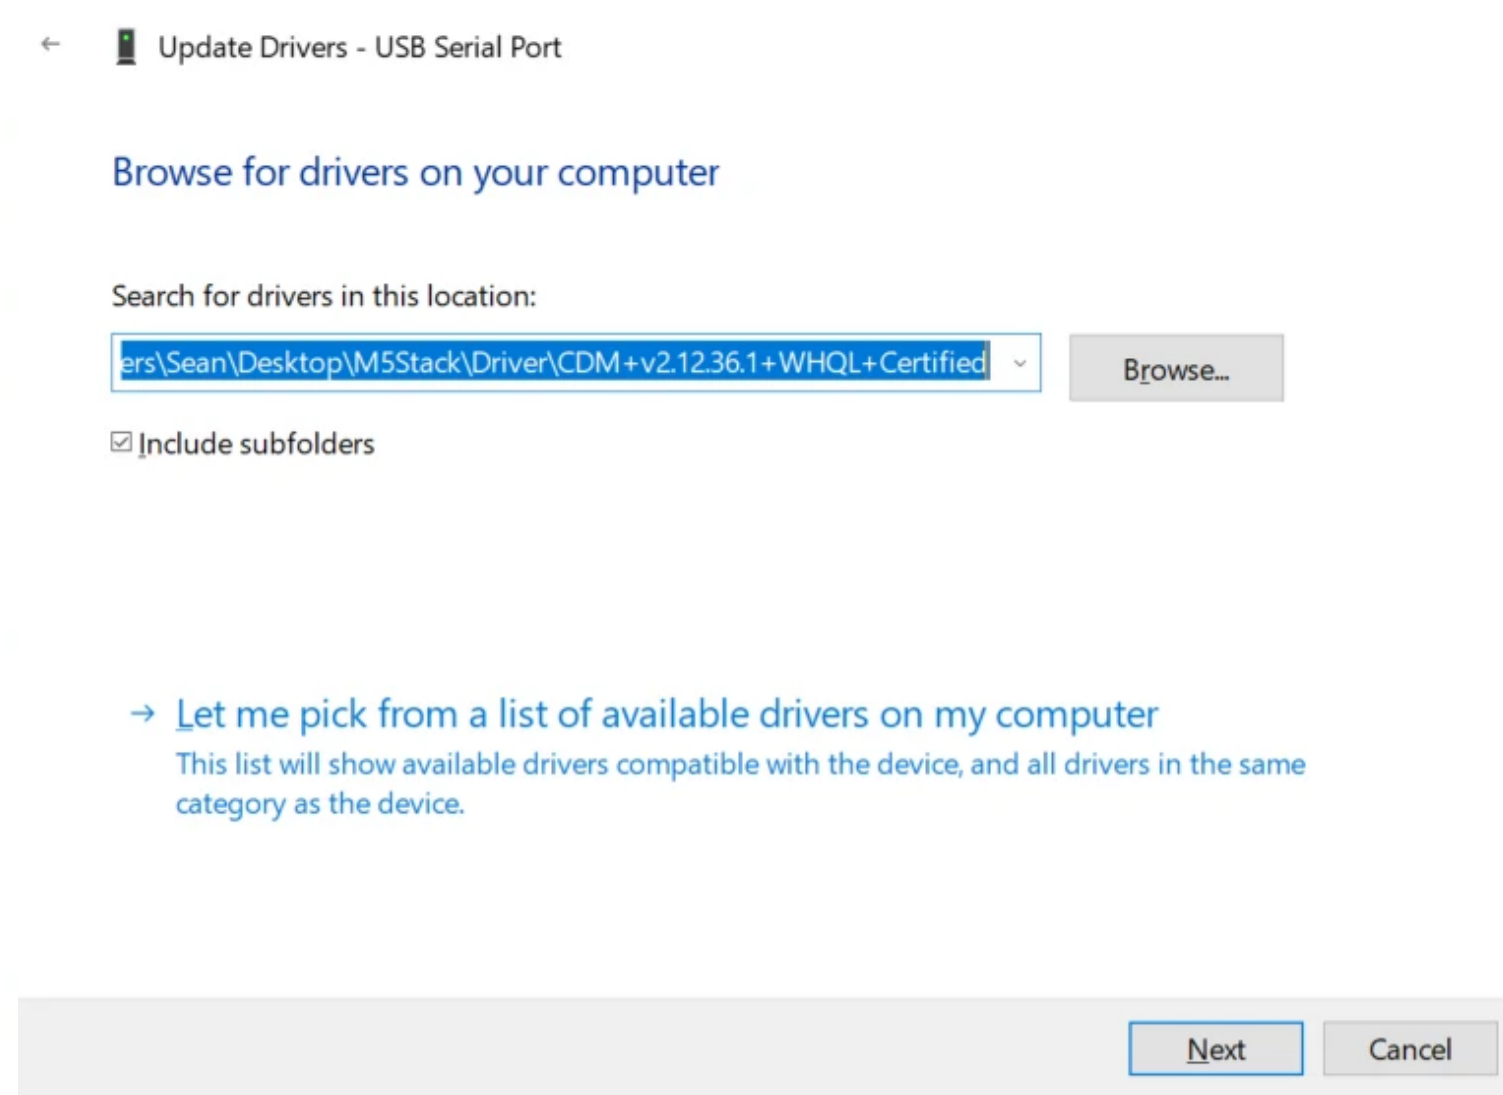 Update Drivers - USB Serial Port
Browse for drivers on your computer
Search for drivers in this location:
ers\Sean\Desktop\M5Stack\Driver\CDM+v2.12.36.1+WHQL+Certified
Browse...
Include subfolders
Let me pick from a list of available drivers on my computer
This list will show available drivers compatible with the device, and all drivers in the same
category as the device.
Next
Cancel